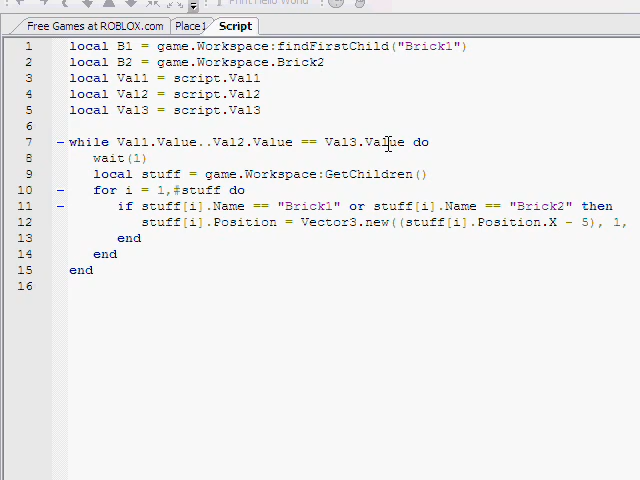 Print Hello World
Free Games at ROBLOX.com Place1 Script
1 local B1 = game.Workspace:findFirstChild("Brick1")
2 local B2 = game.Workspace.Brick2
3 local Val1 = script.Val1
4 local Val2 = script.Val2
5 local Val3 = script.Val3
6
7 while Val1.Value..Val2.Value == Val3.Value do
8 wait(1)
9 local stuff = game.Workspace:GetChildren()
10 for i = 1,#stuff do
11 if stuff[i].Name == "Brick1" or stuff[i].Name == "Brick2" then
12 stuff[i].Position = Vector3.new((stuff[i].Position.X - 5), 1,
13 end
14 end
15 end
16